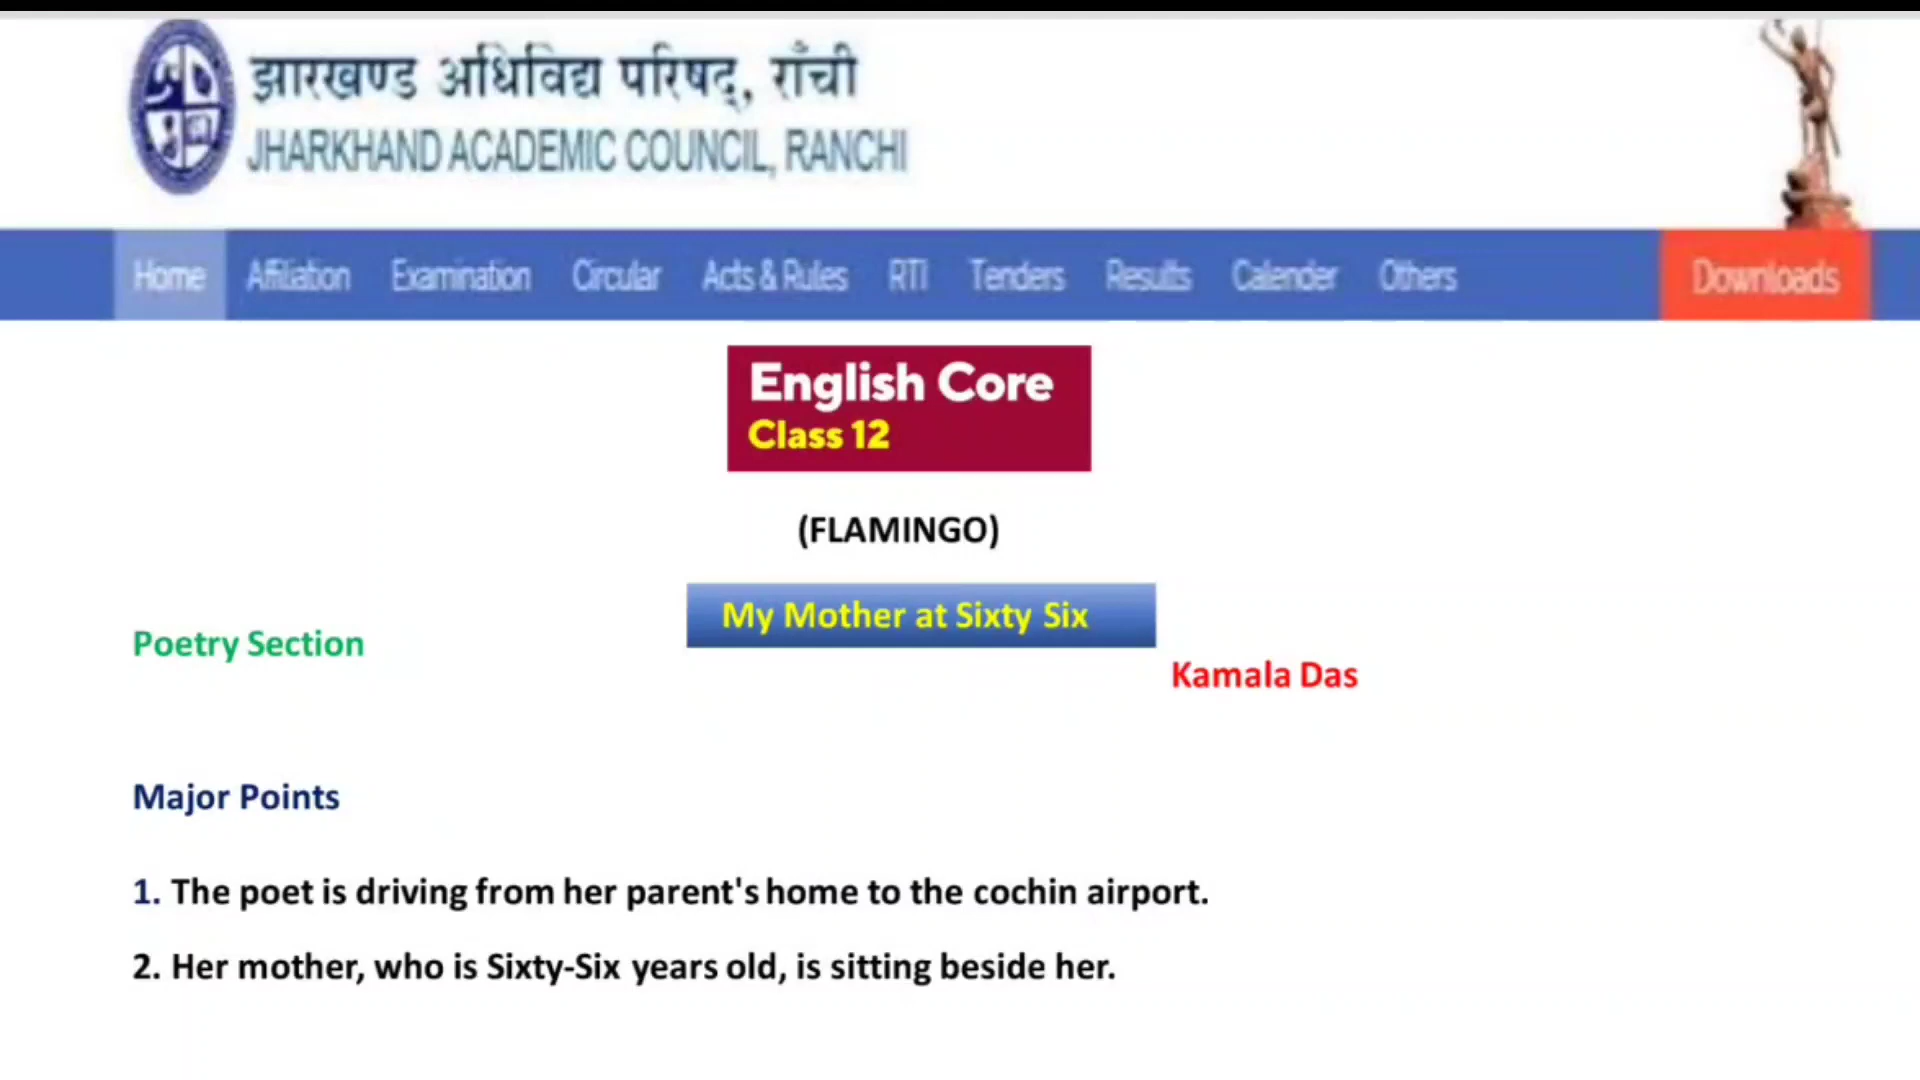 झारखण्ड अधिविद्य परिषद्, राँची
JHARKHAND ACADEMIC COUNCIL, RANCHI
Home Affiliation Examination Circular Acts & Rules RTI Tenders Results Calender Others Downloads
English Core
Class 12
(FLAMINGO)
My Mother at Sixty Six
Poetry Section
Kamala Das
Major Points
1. The poet is driving from her parent's home to the cochin airport.
2. Her mother, who is Sixty-Six years old, is sitting beside her.